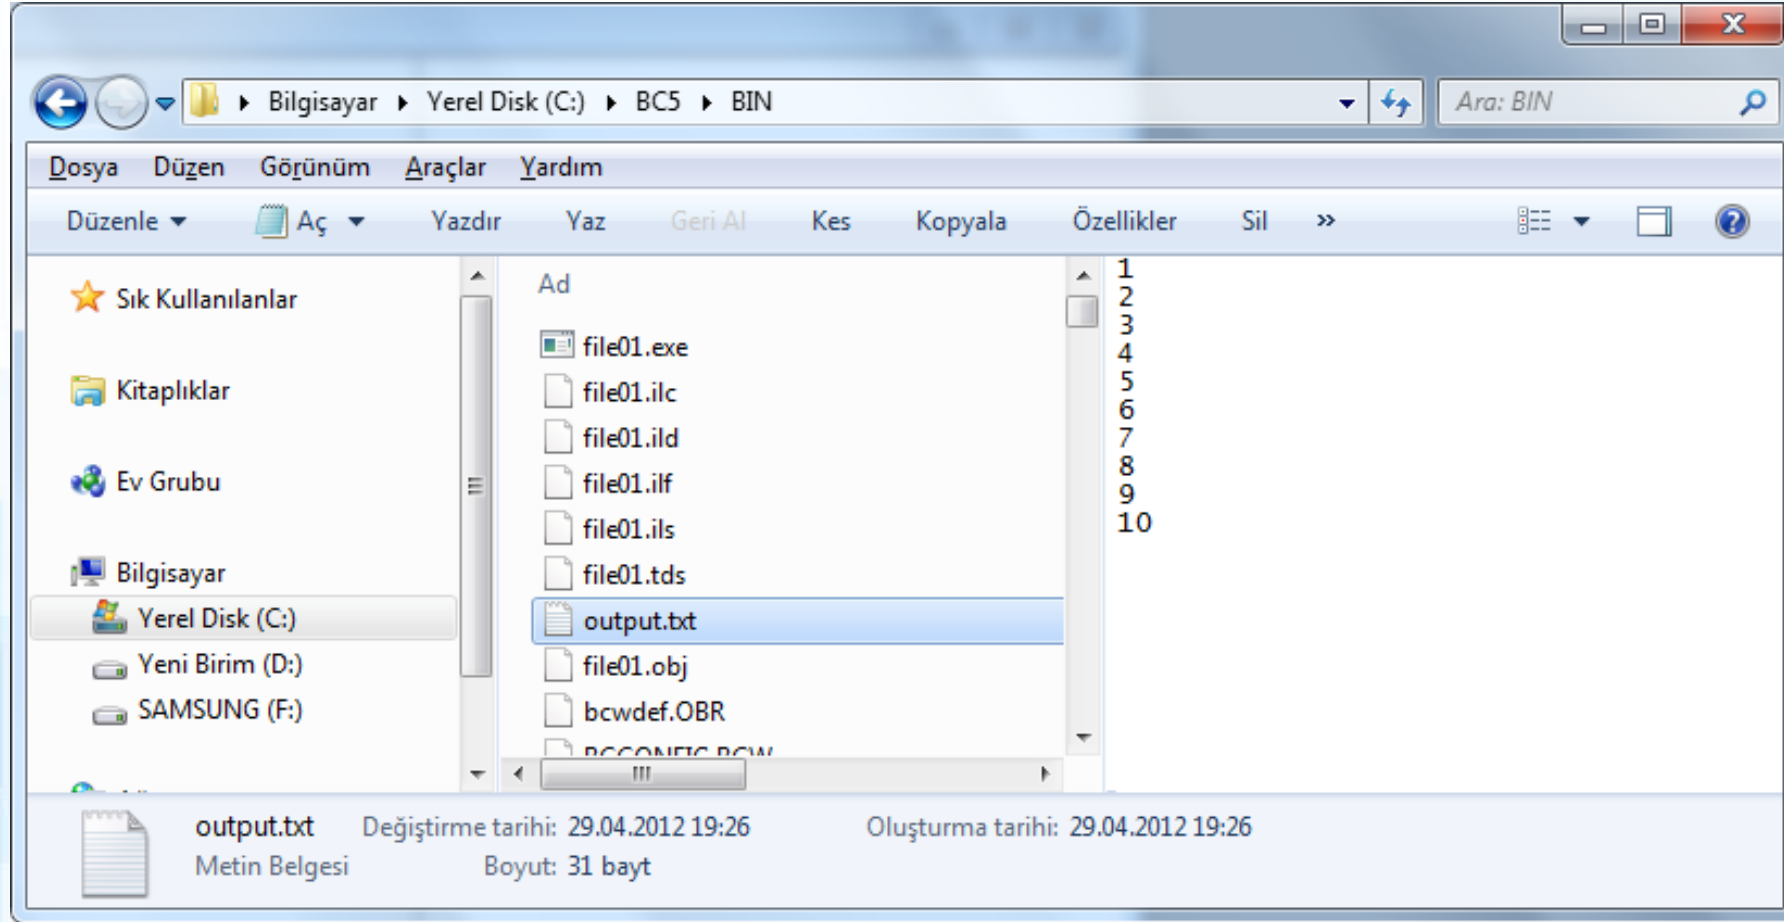 Bilgisayar Yerel Disk (C:) BC5 BIN
Ara: BIN
Dosya Düzen Görünüm Araçlar Yardım
Düzenle Aç Yazdır Yaz Geri Al Kes Kopyala Özellikler Sil »
Sık Kullanılanlar
Kitaplıklar
Ev Grubu
Bilgisayar
Yerel Disk (C:)
Yeni Birim (D:)
SAMSUNG (F:)
Ad
file01.exe
file01.ilc
file01.ild
file01.ilf
file01.ils
file01.tds
output.txt
file01.obj
bcwdef.OBR
BCCONFIG.BCW
1
2
3
4
5
6
7
8
9
10
output.txt Değiştirme tarihi: 29.04.2012 19:26 Oluşturma tarihi: 29.04.2012 19:26
Metin Belgesi Boyut: 31 bayt